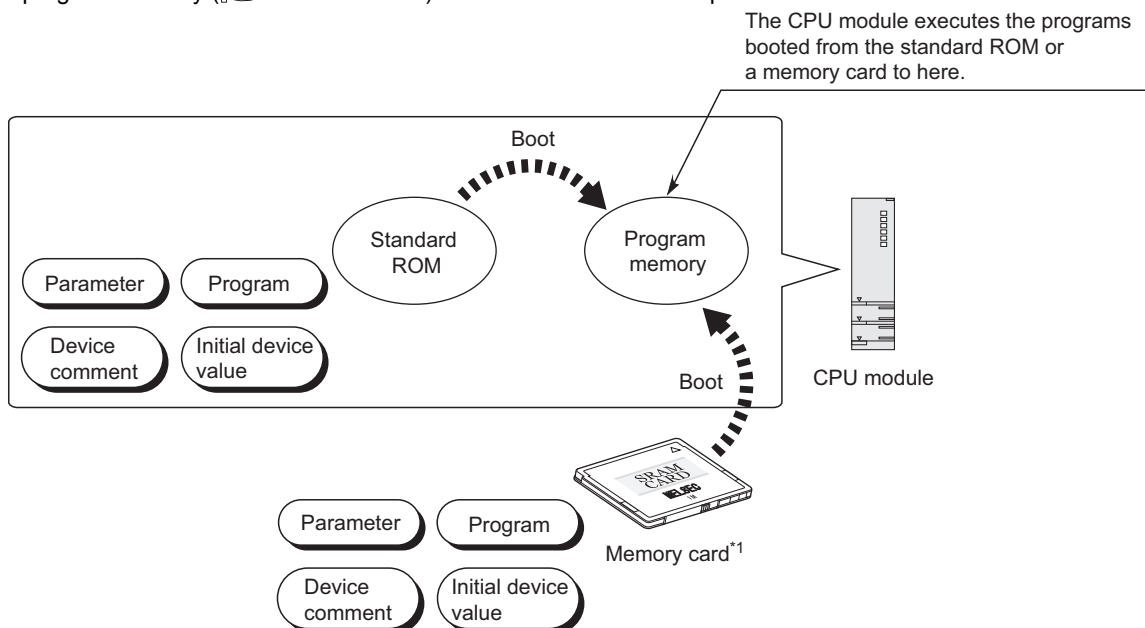 The CPU module executes the programs
booted from the standard ROM or
a memory card to here.
Boot
Standard
ROM
Program
memory
Parameter
Program
Device
comment
Initial device
value
Boot
CPU module
SRAM
CARD
MELSEC
Parameter
Program
Memory card*1
Device
comment
Initial device
value